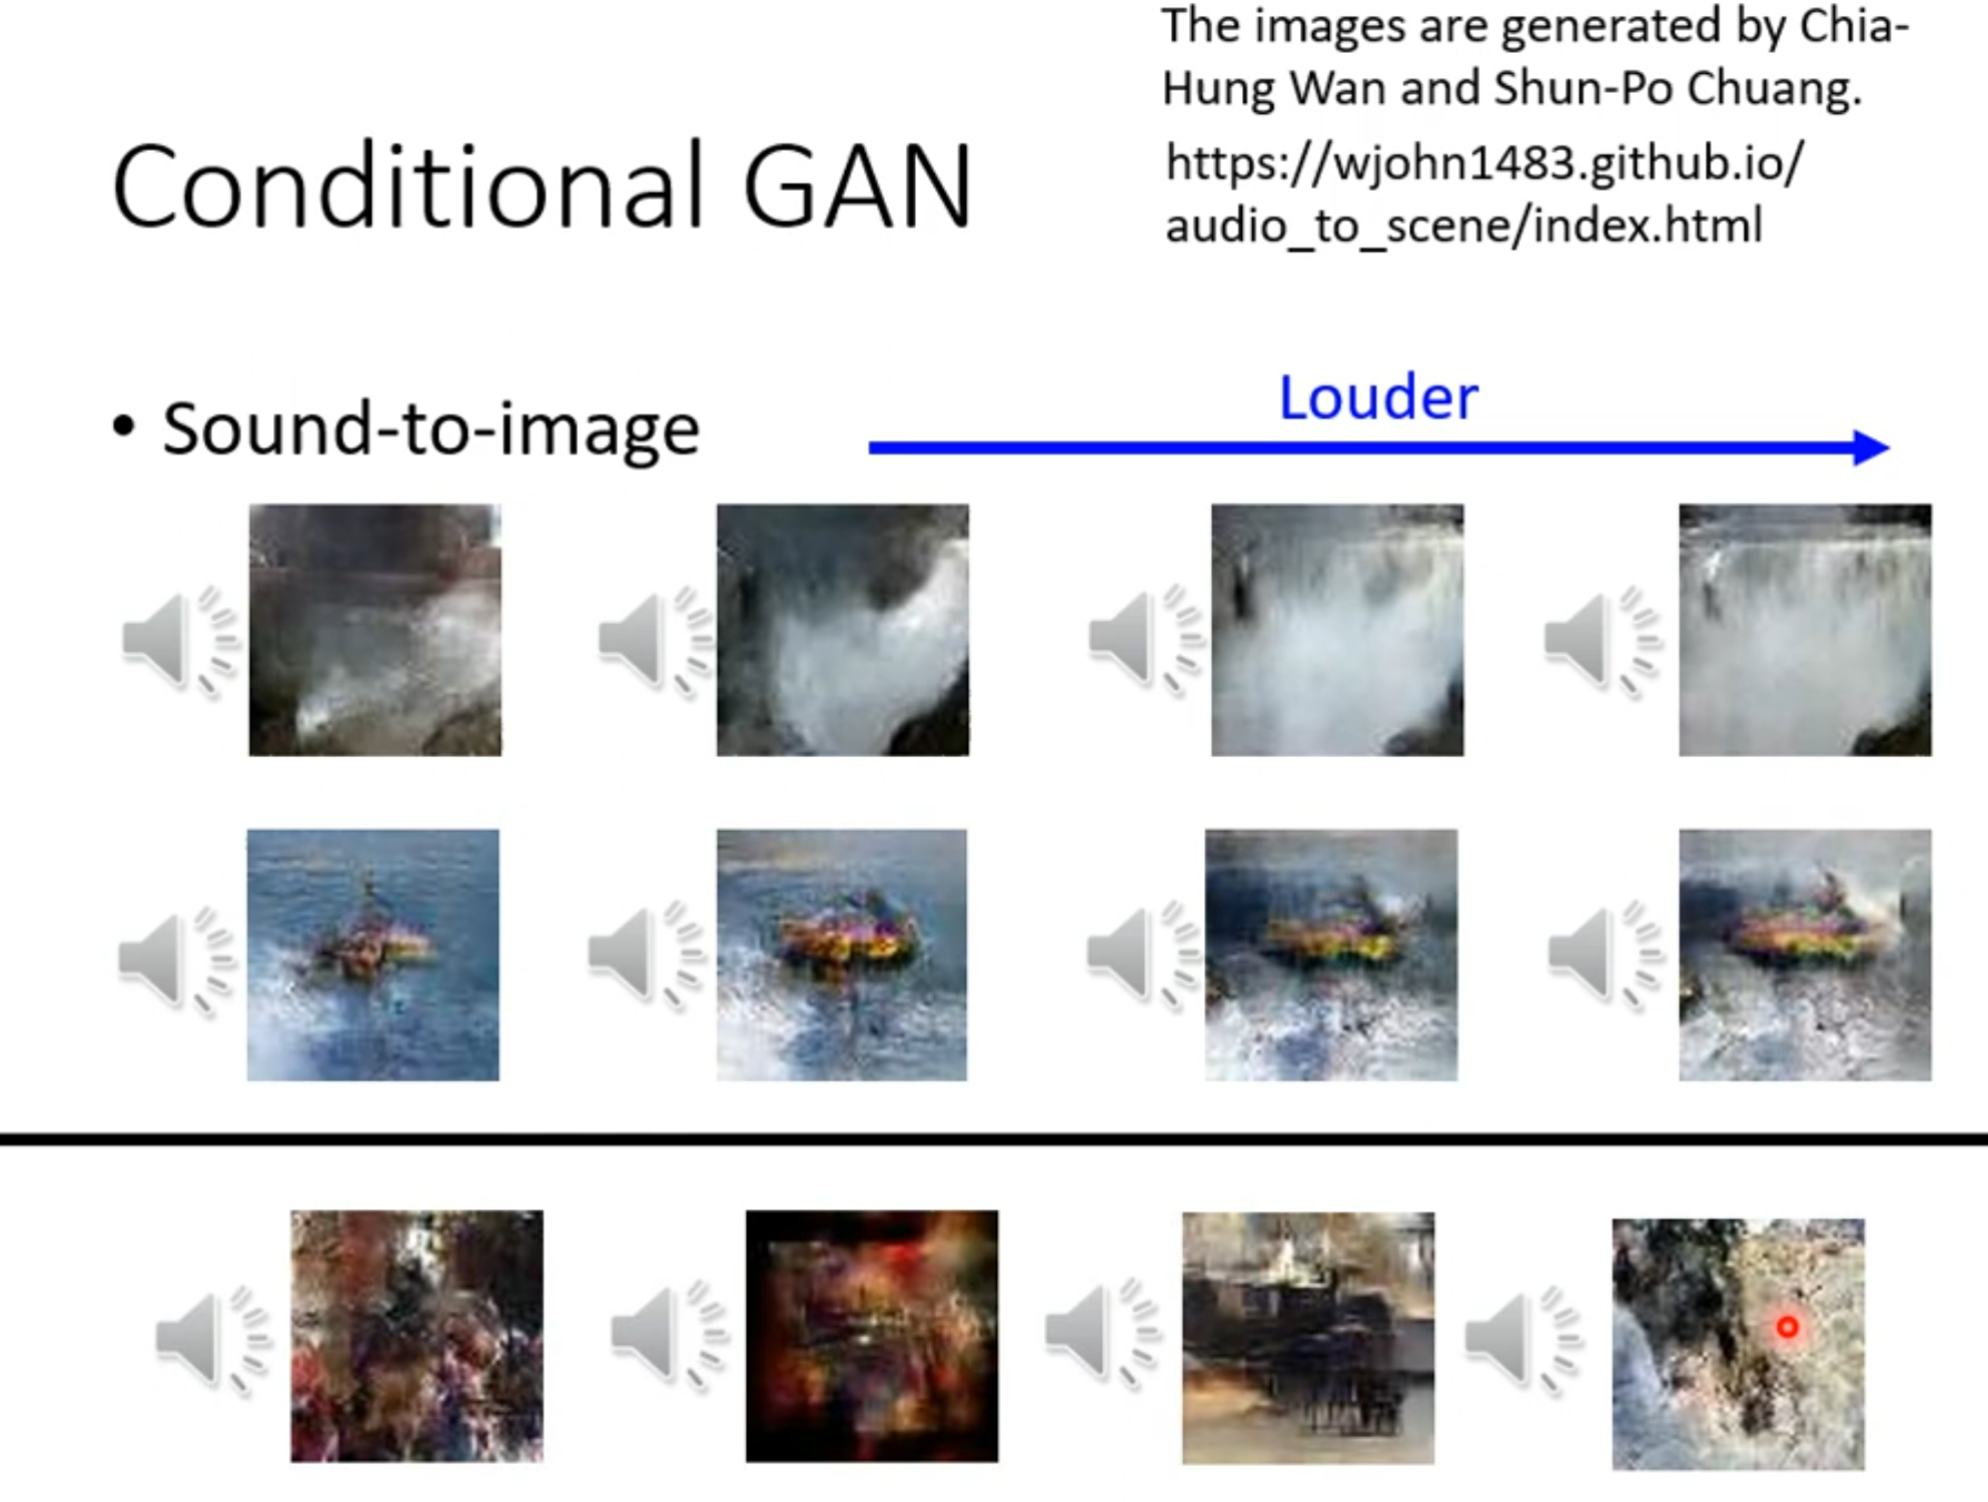 The images are generated by Chia-
Hung Wan and Shun-Po Chuang.
https://wjohn1483.github.io/
audio_to_scene/index.html
Conditional GAN
• Sound-to-image
Louder